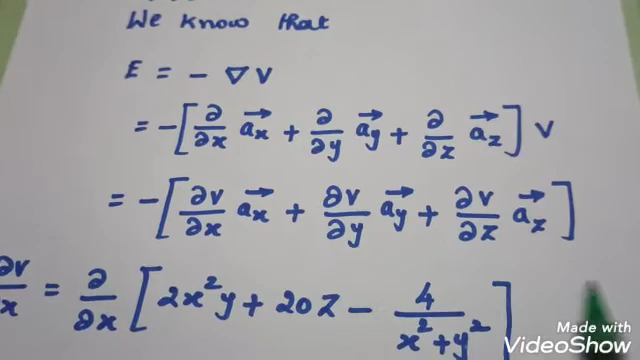 We know that
E = - ∇V
= -[∂/∂x a⃗x + ∂/∂y a⃗y + ∂/∂z a⃗z] V
= -[∂V/∂x a⃗x + ∂V/∂y a⃗y + ∂V/∂z a⃗z]
∂V/x = ∂/∂x [2x²y + 20Z - 4/(x²+y²)]
Made with
VideoShow